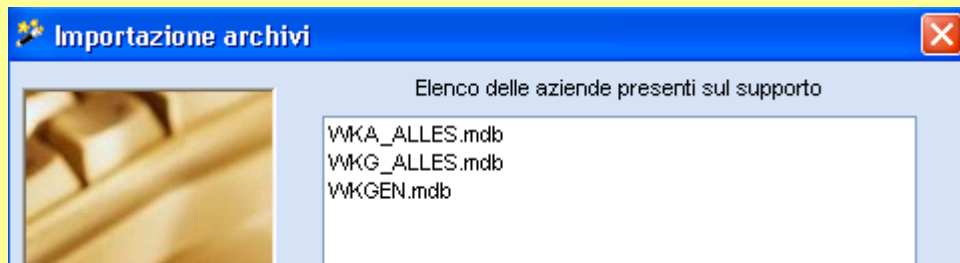 Importazione archivi
Elenco delle aziende presenti sul supporto
WKA_ALLES.mdb
WKG_ALLES.mdb
WKGEN.mdb